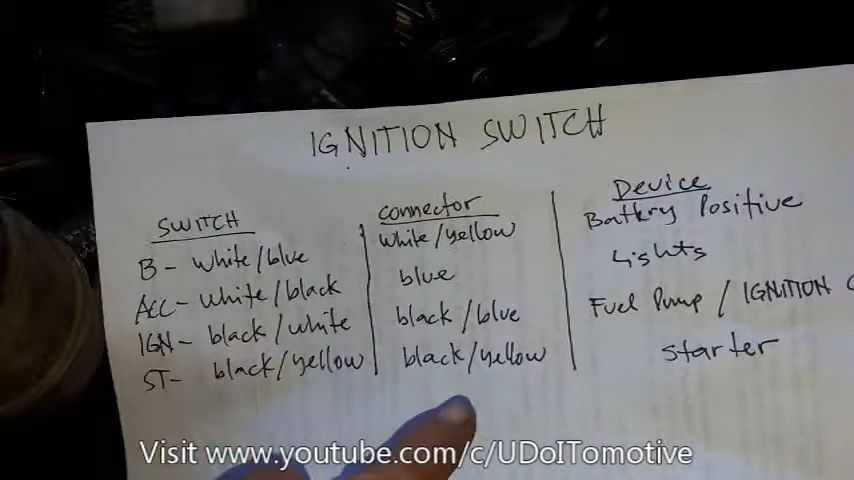 IGNITION SWITCH
SWITCH Connector Device
B - white/blue white/yellow Battery Positive
ACC - white/black blue Lights
IGN - black/white black/blue Fuel Pump / IGNITION
ST - black/yellow black/yellow starter
Visit www.youtube.com/c/UDoITomotive